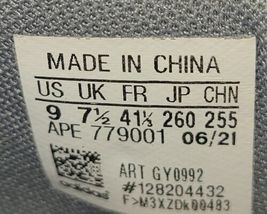 MADE IN CHINA
US UK FR JP CHN
9 7½ 41⅓ 260 255
APE 779001 06/21
adidas
ART GY0992
#128204432
F>M3XZDk00483